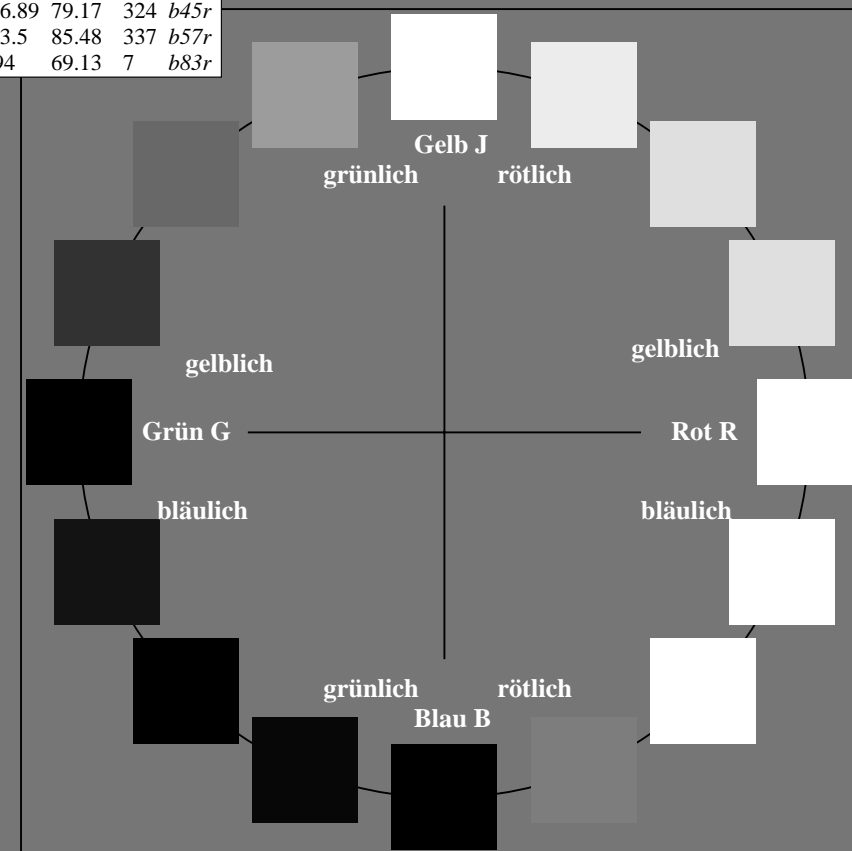 6.89 79.17 324 b45r
3.5 85.48 337 b57r
94 69.13 7 b83r
Gelb J
grünlich rötlich
gelblich
gelblich
Grün G Rot R
bläulich bläulich
grünlich rötlich
Blau B